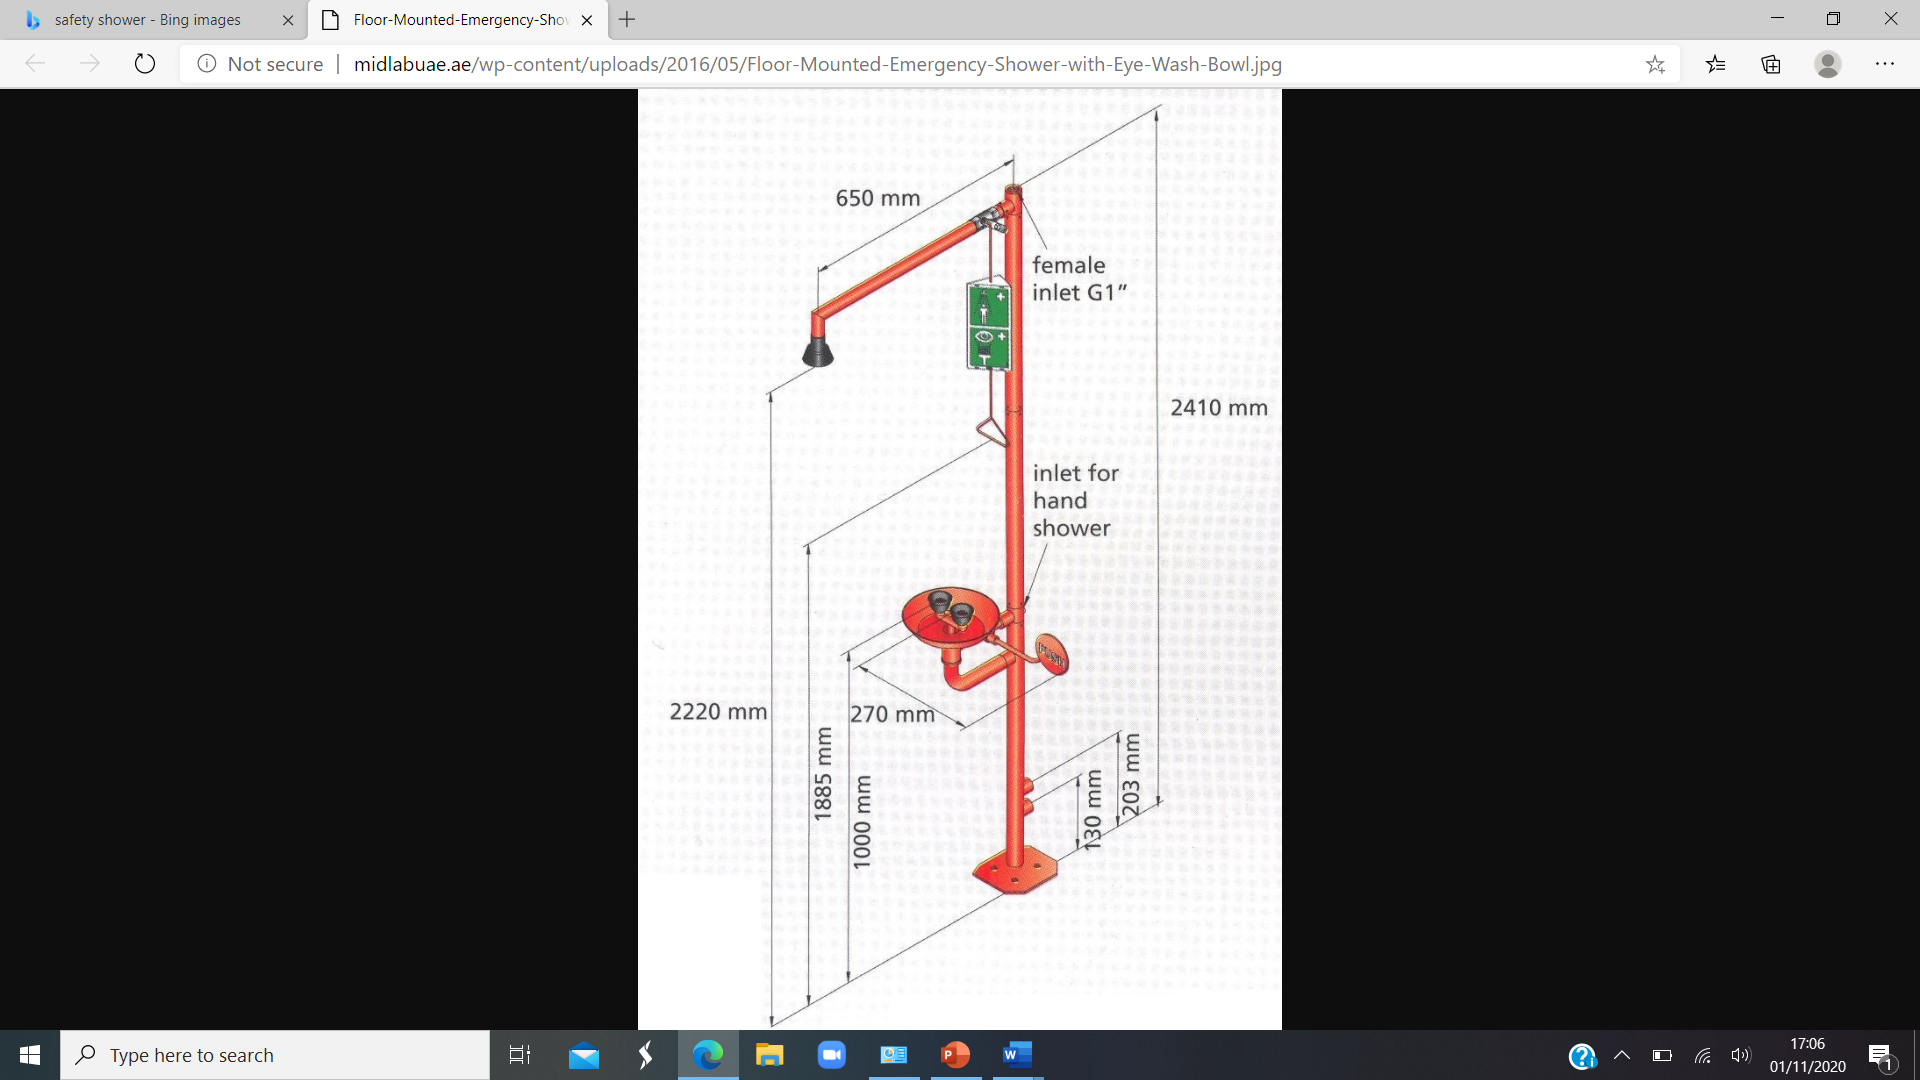 safety shower - Bing images
Floor-Mounted-Emergency-Sho
Not secure
midlabuae.ae/wp-content/uploads/2016/05/Floor-Mounted-Emergency-Shower-with-Eye-Wash-Bowl.jpg
650 mm
female
inlet G1”
2410 mm
inlet for
hand
shower
PUSH
2220 mm
270 mm
1885 mm
1000 mm
130 mm
203 mm
Type here to search
17:06
01/11/2020
1